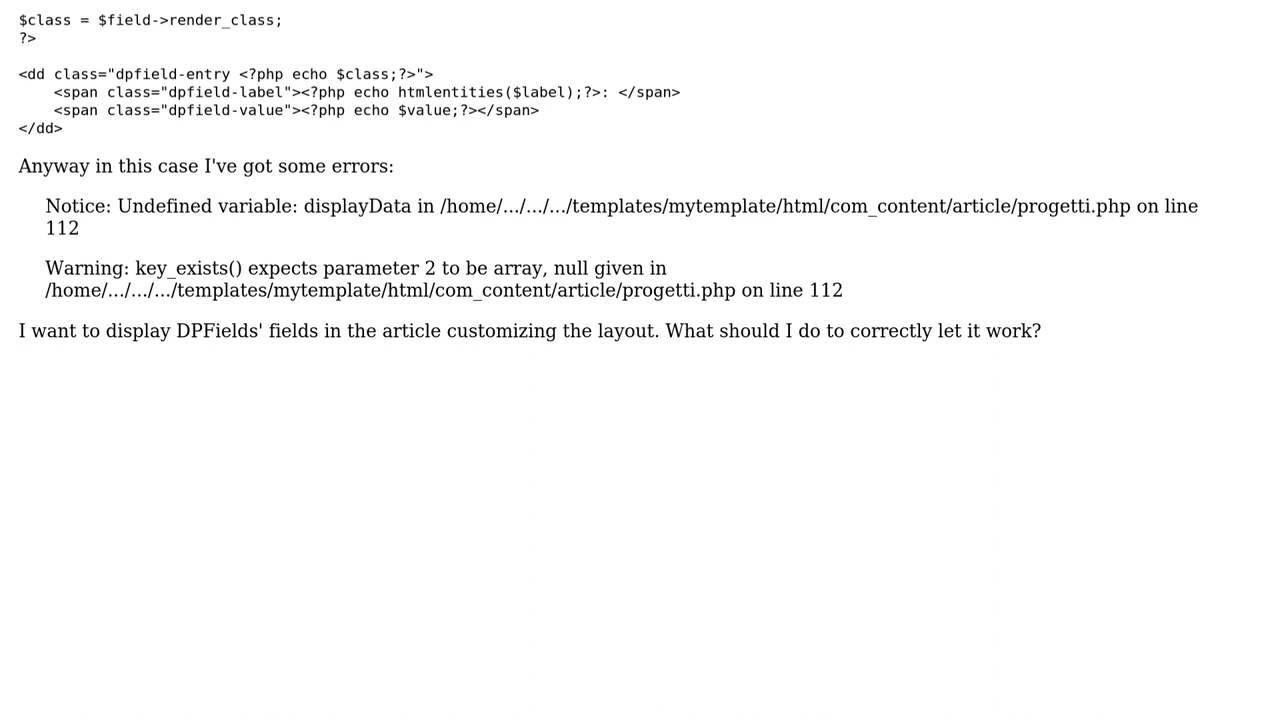 $class = $field->render_class;
?>
<dd class="dpfield-entry <?php echo $class;?>">
<span class="dpfield-label"><?php echo htmlentities($label);?>: </span>
<span class="dpfield-value"><?php echo $value;?></span>
</dd>
Anyway in this case I've got some errors:
Notice: Undefined variable: displayData in /home/.../.../.../templates/mytemplate/html/com_content/article/progetti.php on line
112
Warning: key_exists() expects parameter 2 to be array, null given in
/home/.../.../.../templates/mytemplate/html/com_content/article/progetti.php on line 112
I want to display DPFields' fields in the article customizing the layout. What should I do to correctly let it work?